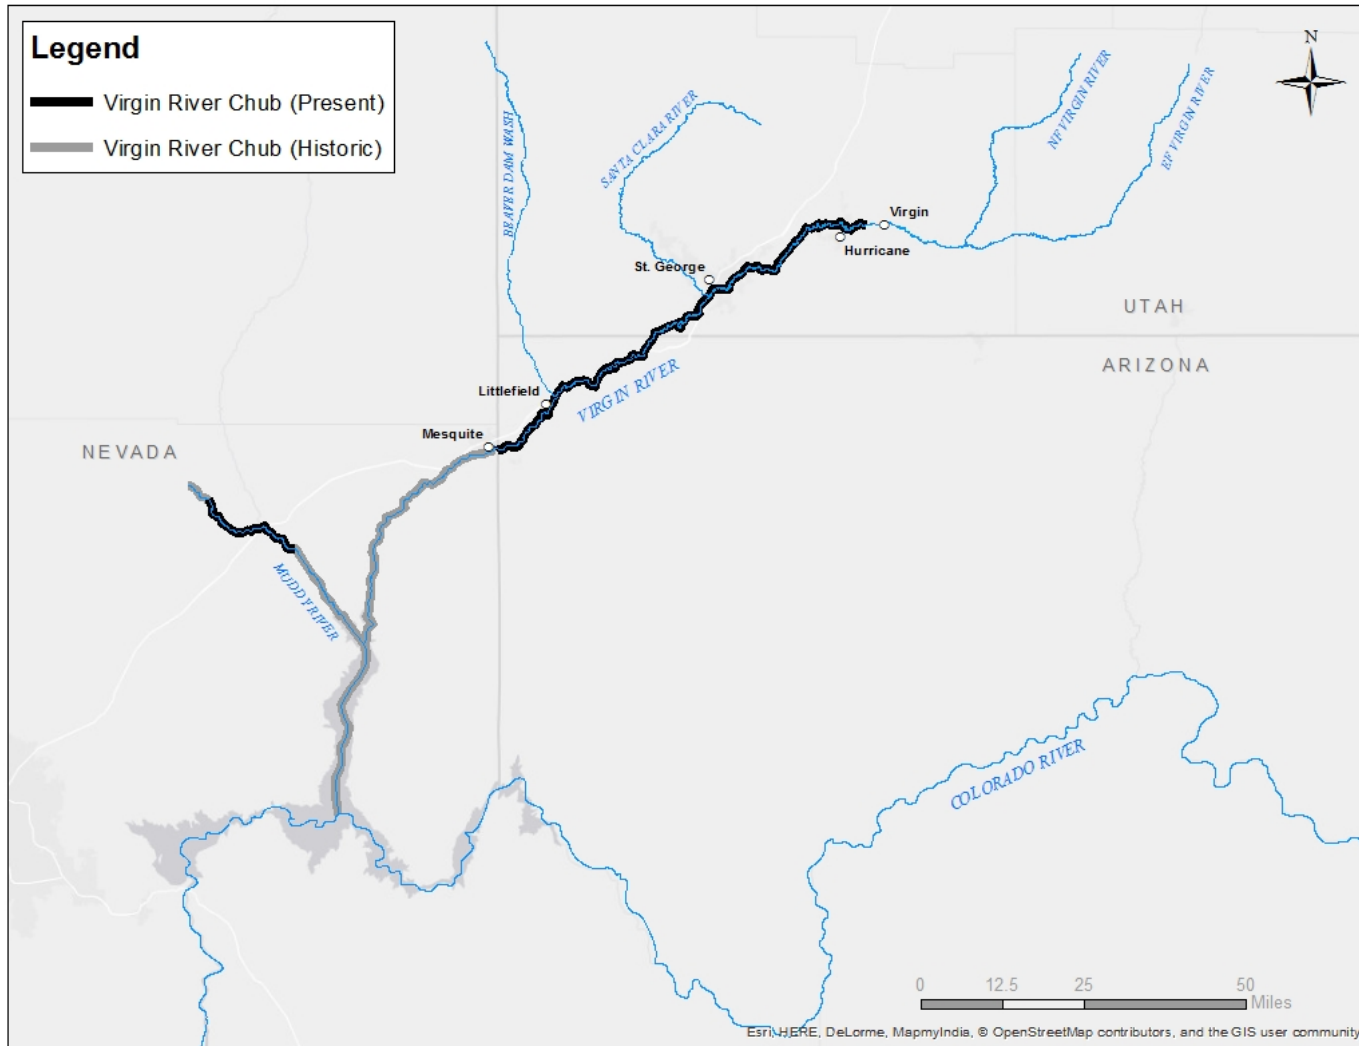 Legend
Virgin River Chub (Present)
Virgin River Chub (Historic)
N
NF VIRGIN RIVER
EF VIRGIN RIVER
SANTA CLARA RIVER
BEAVER DAM WASH
Virgin
Hurricane
St. George
UTAH
ARIZONA
VIRGIN RIVER
Littlefield
Mesquite
NEVADA
MUDDY RIVER
COLORADO RIVER
0 12.5 25 50
Miles
Esri, HERE, DeLorme, MapmyIndia, © OpenStreetMap contributors, and the GIS user community